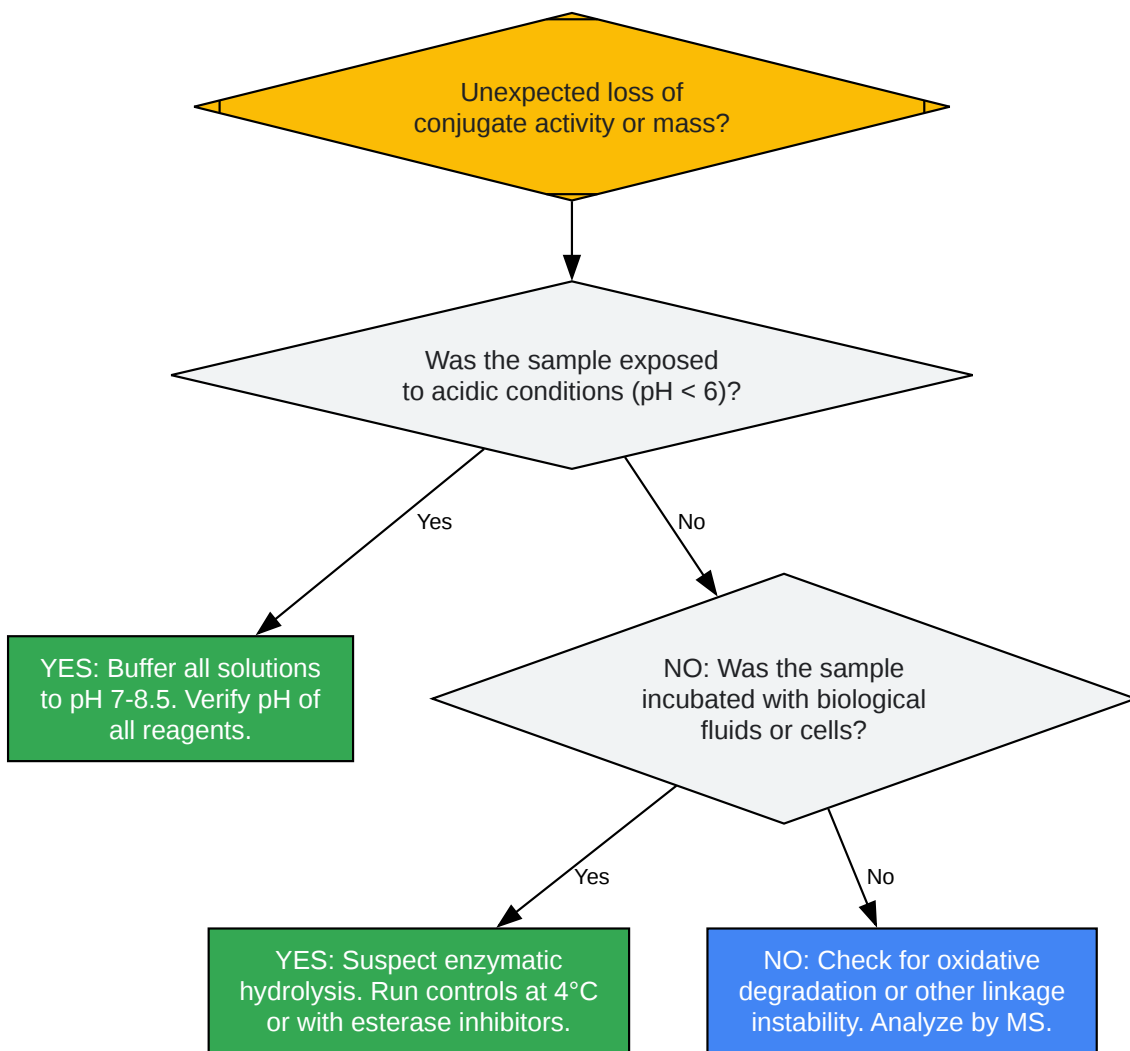 Unexpected loss of
conjugate activity or mass?
Was the sample exposed
to acidic conditions (pH < 6)?
Yes
No
YES: Buffer all solutions
to pH 7-8.5. Verify pH of
all reagents.
NO: Was the sample
incubated with biological
fluids or cells?
Yes
No
YES: Suspect enzymatic
hydrolysis. Run controls at 4°C
or with esterase inhibitors.
NO: Check for oxidative
degradation or other linkage
instability. Analyze by MS.